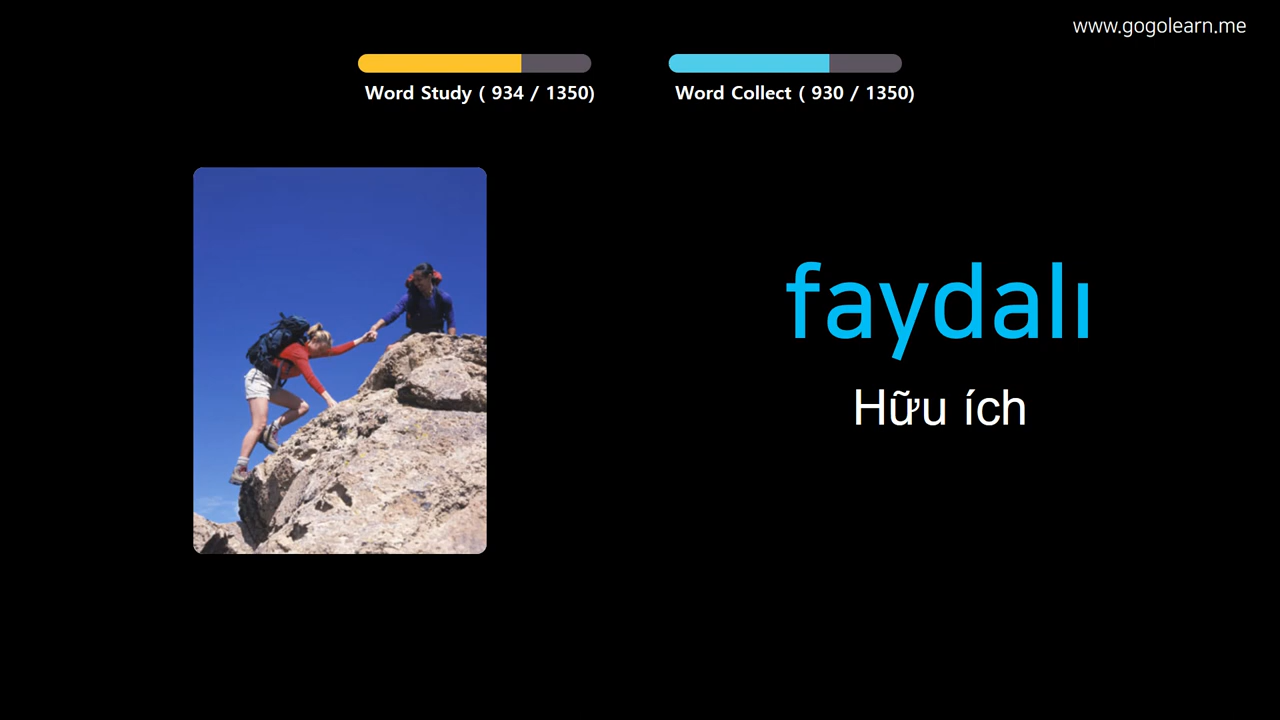 www.gogolearn.me
Word Study ( 934 / 1350)
Word Collect ( 930 / 1350)
faydalı
Hữu ích